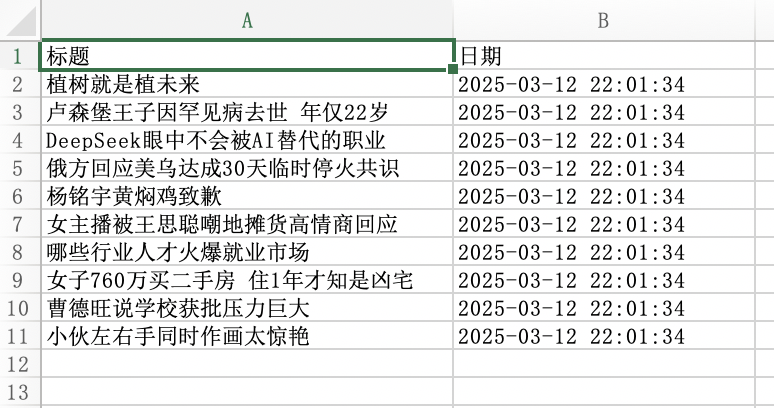 A B
1 标题 日期
2 植树就是植未来 2025-03-12 22:01:34
3 卢森堡王子因罕见病去世 年仅22岁 2025-03-12 22:01:34
4 DeepSeek眼中不会被AI替代的职业 2025-03-12 22:01:34
5 俄方回应美乌达成30天临时停火共识 2025-03-12 22:01:34
6 杨铭宇黄焖鸡致歉 2025-03-12 22:01:34
7 女主播被王思聪嘲地摊货高情商回应 2025-03-12 22:01:34
8 哪些行业人才火爆就业市场 2025-03-12 22:01:34
9 女子760万买二手房 住1年才知是凶宅 2025-03-12 22:01:34
10 曹德旺说学校获批压力巨大 2025-03-12 22:01:34
11 小伙左右手同时作画太惊艳 2025-03-12 22:01:34
12
13